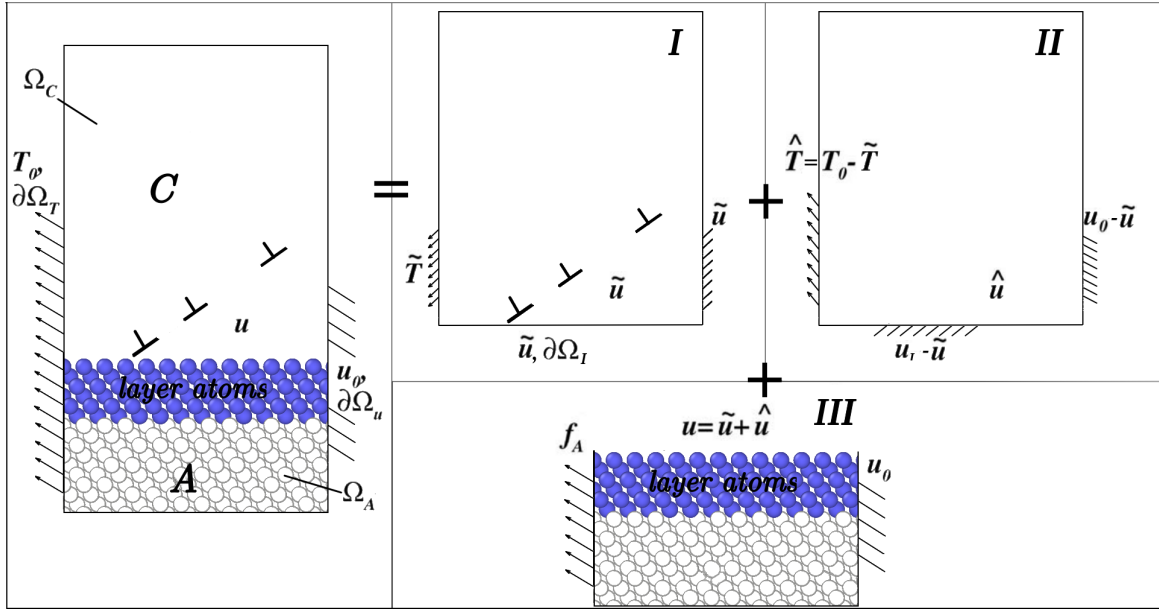 Ω_C
T_0,
∂Ω_T
C
u
layer atoms
u_0,
∂Ω_u
A
Ω_A
=
I
T̃
ũ
ũ
ũ, ∂Ω_I
+
II
T̂=T_0-T̃
u_0-ũ
û
u_I-ũ
+
III
u=ũ+û
f_A
u_0
layer atoms